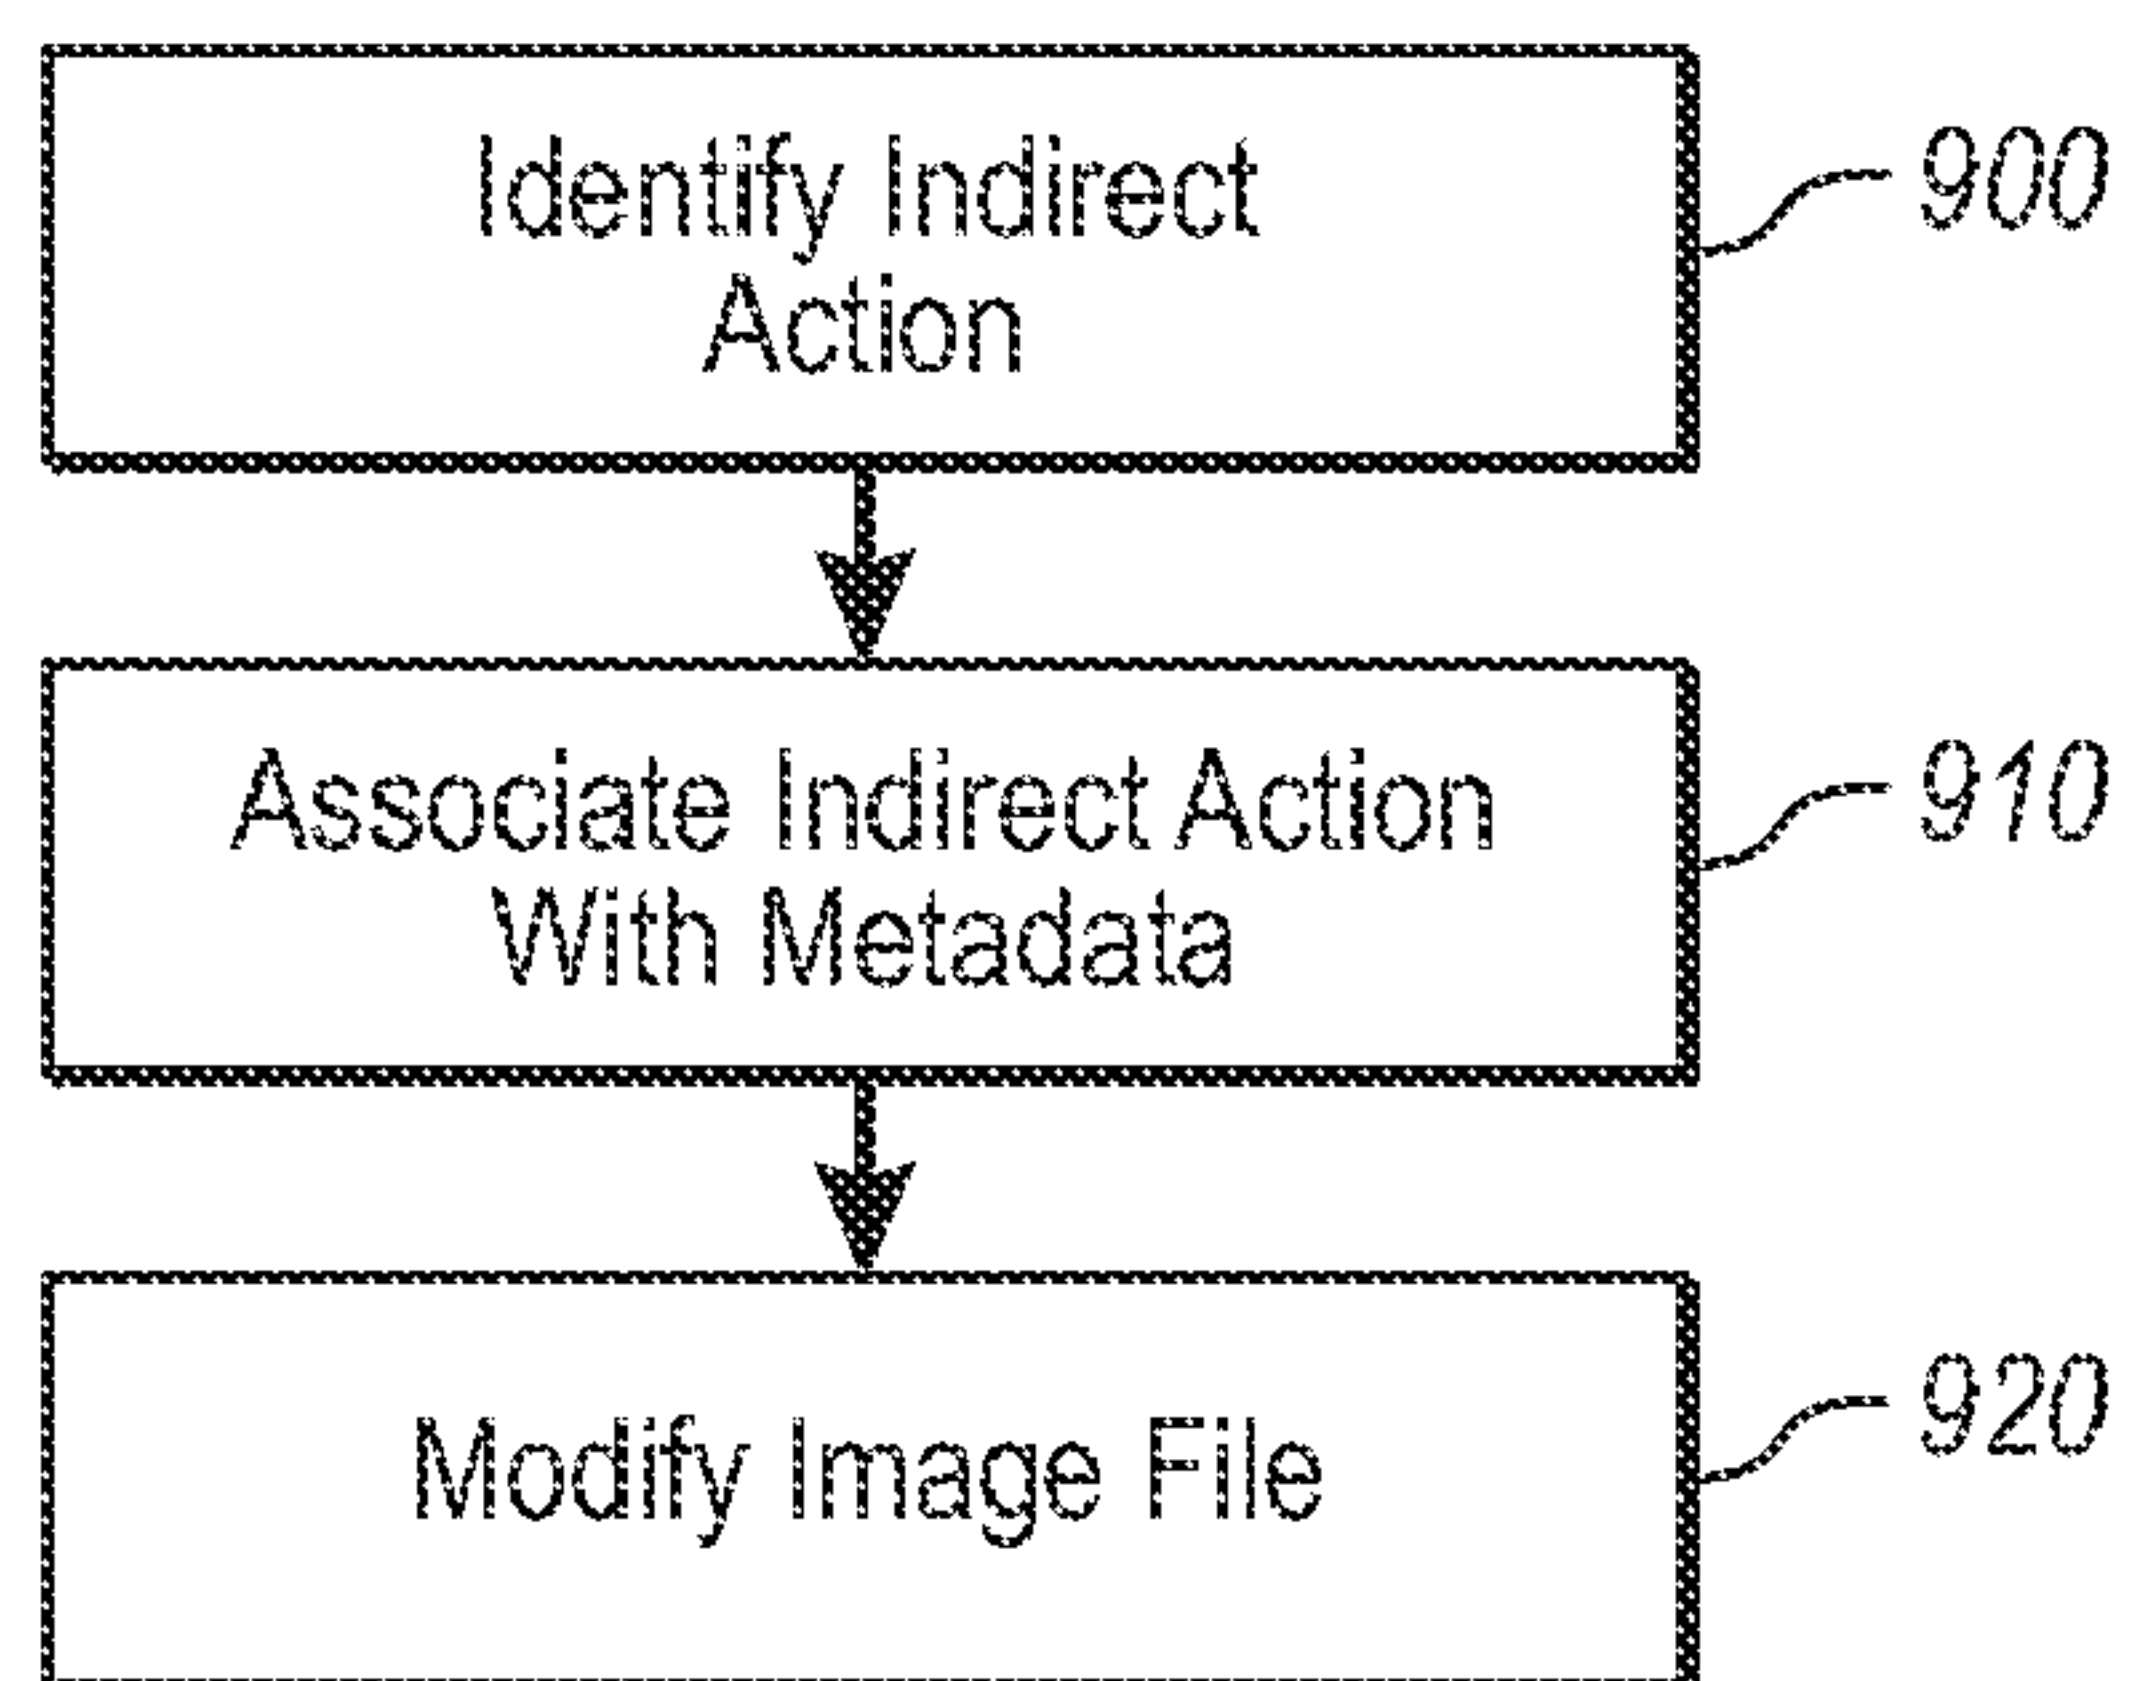 Identify Indirect
Action
900
Associate Indirect Action
With Metadata
910
Modify Image File
920